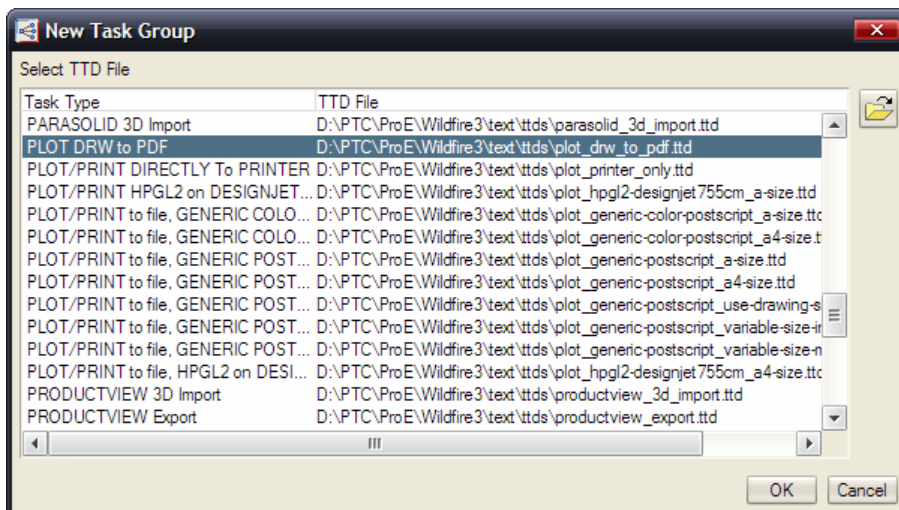 New Task Group
Select TTD File
Task Type TTD File
PARASOLID 3D Import D:\PTC\ProE\Wildfire3\text\ttds\parasolid_3d_import.ttd
PLOT DRW to PDF D:\PTC\ProE\Wildfire3\text\ttds\plot_drw_to_pdf.ttd
PLOT/PRINT DIRECTLY To PRINTER D:\PTC\ProE\Wildfire3\text\ttds\plot_printer_only.ttd
PLOT/PRINT HPGL2 on DESIGNJET... D:\PTC\ProE\Wildfire3\text\ttds\plot_hpgl2-designjet755cm_a-size.ttd
PLOT/PRINT to file, GENERIC COLO... D:\PTC\ProE\Wildfire3\text\ttds\plot_generic-color-postscript_a-size.ttd
PLOT/PRINT to file, GENERIC COLO... D:\PTC\ProE\Wildfire3\text\ttds\plot_generic-color-postscript_a4-size.tt
PLOT/PRINT to file, GENERIC POST... D:\PTC\ProE\Wildfire3\text\ttds\plot_generic-postscript_a-size.ttd
PLOT/PRINT to file, GENERIC POST... D:\PTC\ProE\Wildfire3\text\ttds\plot_generic-postscript_a4-size.ttd
PLOT/PRINT to file, GENERIC POST... D:\PTC\ProE\Wildfire3\text\ttds\plot_generic-postscript_use-drawing-s
PLOT/PRINT to file, GENERIC POST... D:\PTC\ProE\Wildfire3\text\ttds\plot_generic-postscript_variable-size-ir
PLOT/PRINT to file, GENERIC POST... D:\PTC\ProE\Wildfire3\text\ttds\plot_generic-postscript_variable-size-n
PLOT/PRINT to file, HPGL2 on DESI... D:\PTC\ProE\Wildfire3\text\ttds\plot_hpgl2-designjet755cm_a4-size.ttd
PRODUCTVIEW 3D Import D:\PTC\ProE\Wildfire3\text\ttds\productview_3d_import.ttd
PRODUCTVIEW Export D:\PTC\ProE\Wildfire3\text\ttds\productview_export.ttd
OK Cancel